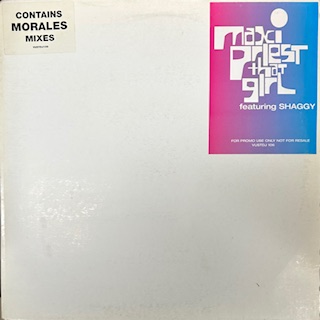 CONTAINS
MORALES
MIXES
maxi
priest
that
girl
featuring SHAGGY
FOR PROMO USE ONLY NOT FOR RESALE